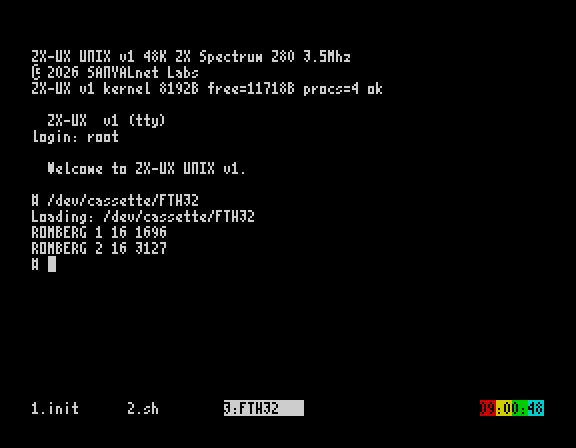 ZX-UX UNIX v1 48K ZX Spectrum Z80 3.5Mhz
© 2026 SANYALnet Labs
ZX-UX v1 kernel 8192B free=11718B procs=4 ok
ZX-UX  v1 (tty)
login: root
Welcome to ZX-UX UNIX v1.
# /dev/cassette/FTH32
Loading: /dev/cassette/FTH32
ROMBERG 1 16 1696
ROMBERG 2 16 3127
#
1.init 2.sh 3.FTH32 09:00:48